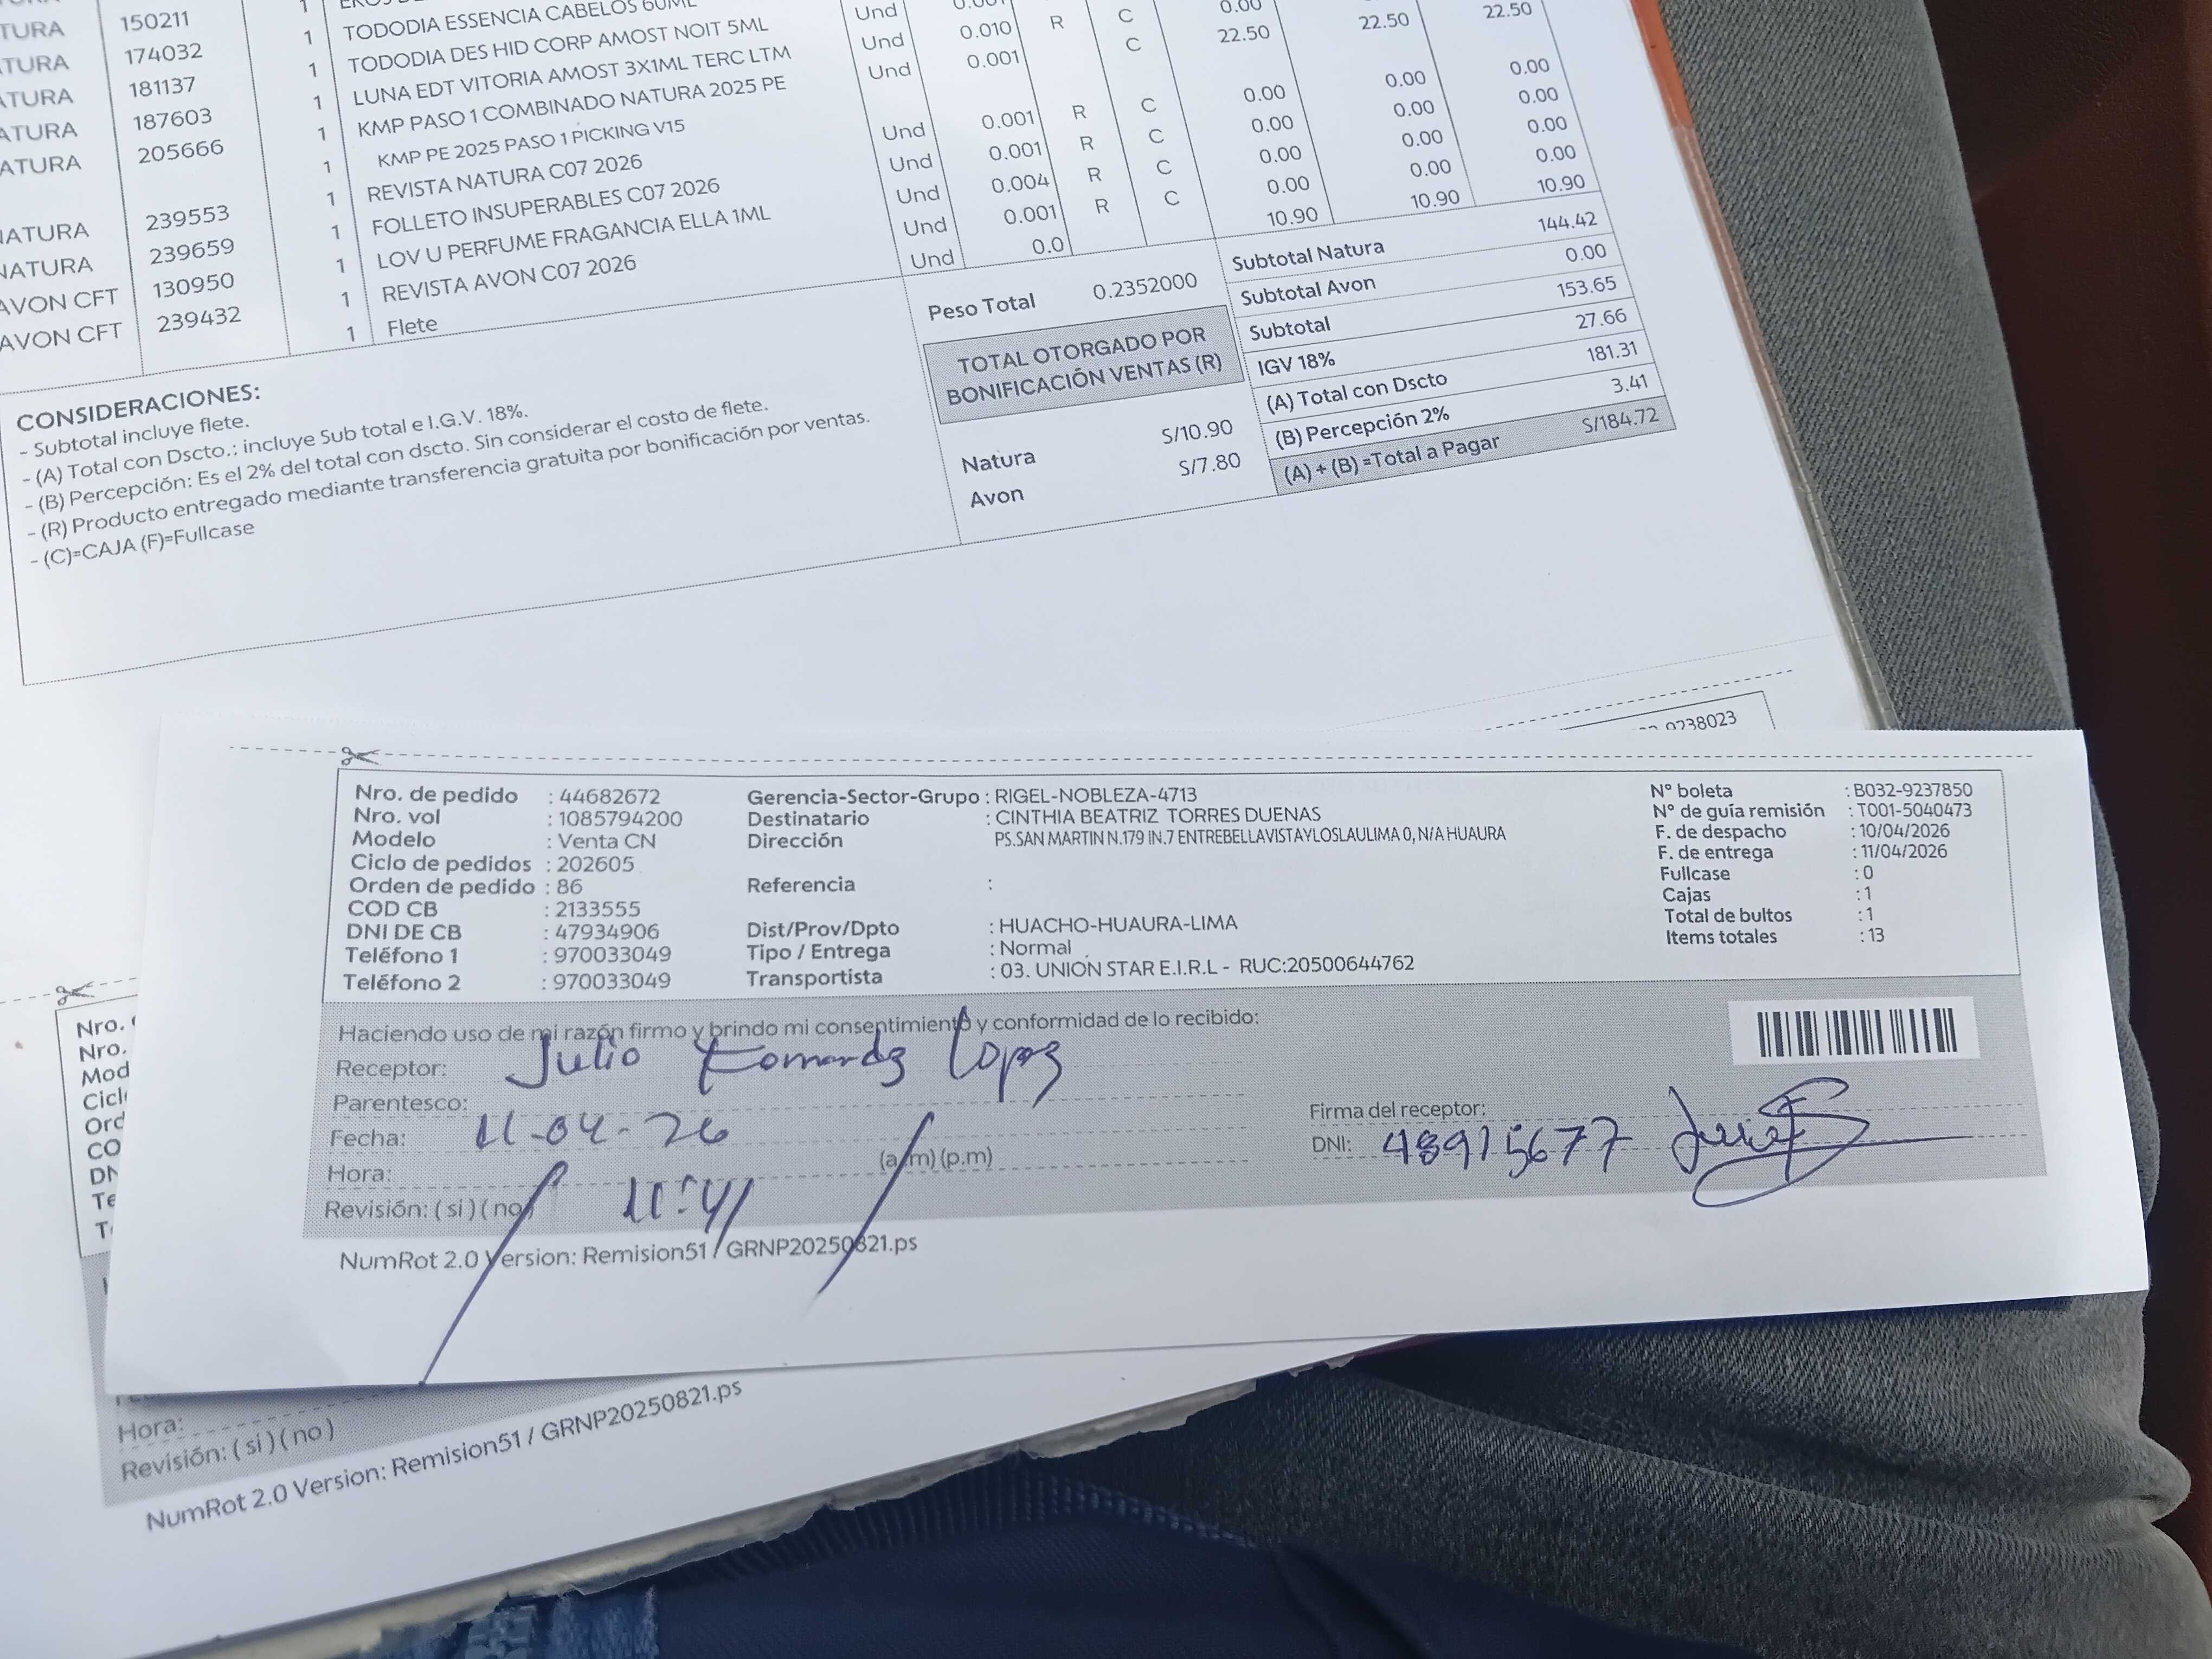 TURA 150211 1
TURA 174032 1 TODODIA ESSENCIA CABELOS 60ML Und 0.001 C 0.00
ATURA 181137 1 TODODIA DES HID CORP AMOST NOIT 5ML Und 0.010 R C 22.50 22.50 22.50
ATURA 187603 1 LUNA EDT VITORIA AMOST 3X1ML TERC LTM Und 0.001
ATURA 205666 1 KMP PASO 1 COMBINADO NATURA 2025 PE
1 KMP PE 2025 PASO 1 PICKING V15 Und 0.001 R C 0.00 0.00 0.00
NATURA 239553 1 REVISTA NATURA C07 2026 Und 0.001 R C 0.00 0.00 0.00
NATURA 239659 1 FOLLETO INSUPERABLES C07 2026 Und 0.004 R C 0.00 0.00 0.00
AVON CFT 130950 1 LOV U PERFUME FRAGANCIA ELLA 1ML Und 0.001 R C 0.00 0.00 0.00
AVON CFT 239432 1 REVISTA AVON C07 2026 Und 0.0 10.90 10.90 10.90
1 Flete
Peso Total 0.2352000
Subtotal Natura 144.42
Subtotal Avon 0.00
Subtotal 153.65
IGV 18% 27.66
(A) Total con Dscto 181.31
(B) Percepción 2% 3.41
(A) + (B) =Total a Pagar S/184.72
TOTAL OTORGADO POR
BONIFICACIÓN VENTAS (R)
Natura S/10.90
Avon S/7.80
CONSIDERACIONES:
- Subtotal incluye flete.
- (A) Total con Dscto.: incluye Sub total e I.G.V. 18%.
- (B) Percepción: Es el 2% del total con dscto. Sin considerar el costo de flete.
- (R) Producto entregado mediante transferencia gratuita por bonificación por ventas.
- (C)=CAJA (F)=Fullcase
9238023
Nro. de pedido : 44682672
Nro. vol : 1085794200
Modelo : Venta CN
Ciclo de pedidos : 202605
Orden de pedido : 86
COD CB : 2133555
DNI DE CB : 47934906
Teléfono 1 : 970033049
Teléfono 2 : 970033049
Gerencia-Sector-Grupo : RIGEL-NOBLEZA-4713
Destinatario : CINTHIA BEATRIZ TORRES DUENAS
Dirección PS.SAN MARTIN N.179 IN.7 ENTREBELLAVISTAYLOSLAULIMA 0, N/A HUAURA
Referencia :
Dist/Prov/Dpto : HUACHO-HUAURA-LIMA
Tipo / Entrega : Normal
Transportista : 03. UNION STAR E.I.R.L - RUC:20500644762
N° boleta : B032-9237850
N° de guía remisión : T001-5040473
F. de despacho : 10/04/2026
F. de entrega : 11/04/2026
Fullcase : 0
Cajas : 1
Total de bultos : 1
Items totales : 13
Haciendo uso de mi razón firmo y brindo mi consentimiento y conformidad de lo recibido:
Receptor: Julio Lopez
Parentesco:
Fecha: 11-04-26
Hora: (a.m) (p.m)
Revisión: ( si ) ( no ) 11:41
Firma del receptor:
DNI: 48915677
NumRot 2.0 Version: Remision51 / GRNP20250821.ps
Nro.
Nro.
Mod
Cicl
Ord
CO
DN
Te
T
Hora:
Revisión: ( si ) ( no )
NumRot 2.0 Version: Remision51 / GRNP20250821.ps